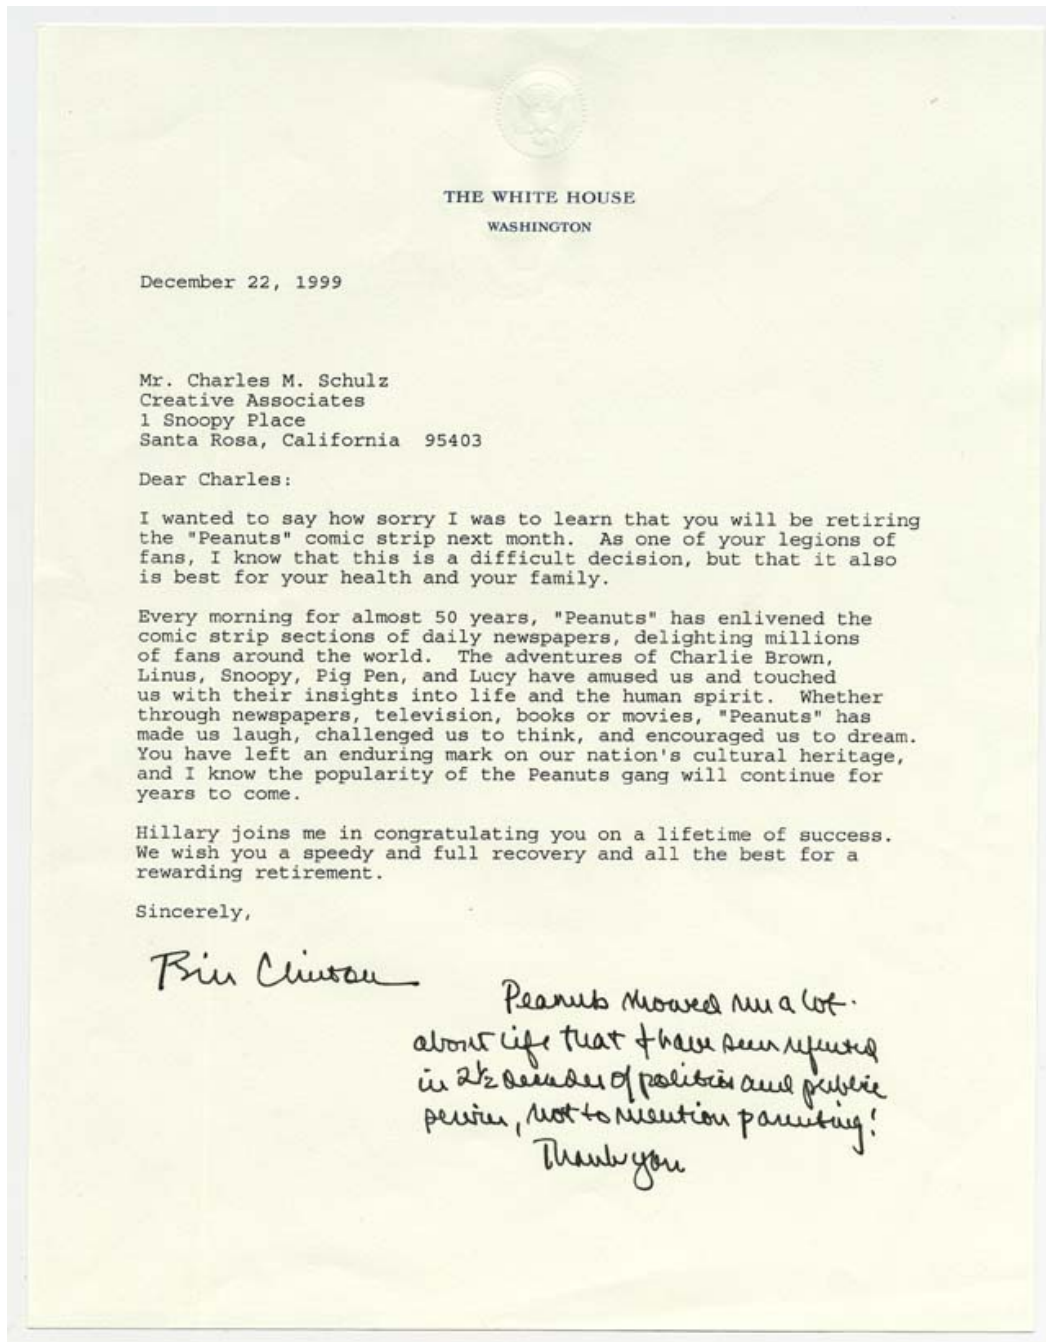 THE WHITE HOUSE
WASHINGTON
December 22, 1999
Mr. Charles M. Schulz
Creative Associates
1 Snoopy Place
Santa Rosa, California  95403
Dear Charles:
I wanted to say how sorry I was to learn that you will be retiring
the "Peanuts" comic strip next month.  As one of your legions of
fans, I know that this is a difficult decision, but that it also
is best for your health and your family.
Every morning for almost 50 years, "Peanuts" has enlivened the
comic strip sections of daily newspapers, delighting millions
of fans around the world.  The adventures of Charlie Brown,
Linus, Snoopy, Pig Pen, and Lucy have amused us and touched
us with their insights into life and the human spirit.  Whether
through newspapers, television, books or movies, "Peanuts" has
made us laugh, challenged us to think, and encouraged us to dream.
You have left an enduring mark on our nation's cultural heritage,
and I know the popularity of the Peanuts gang will continue for
years to come.
Hillary joins me in congratulating you on a lifetime of success.
We wish you a speedy and full recovery and all the best for a
rewarding retirement.
Sincerely,
Bill Clinton
Peanuts showed me a lot
about life that I have seen repeated
in 2½ decades of politics and public
service, not to mention parenting!
Thank you